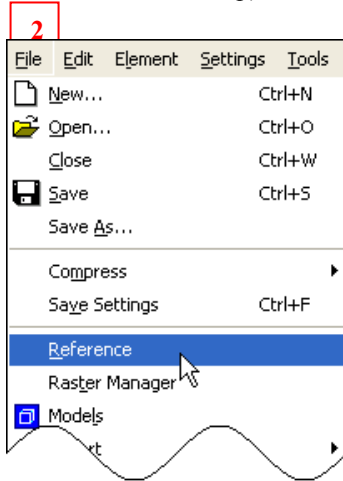 2
File Edit Element Settings Tools
New... Ctrl+N
Open... Ctrl+O
Close Ctrl+W
Save Ctrl+S
Save As...
Compress
Save Settings Ctrl+F
Reference
Raster Manager
Models